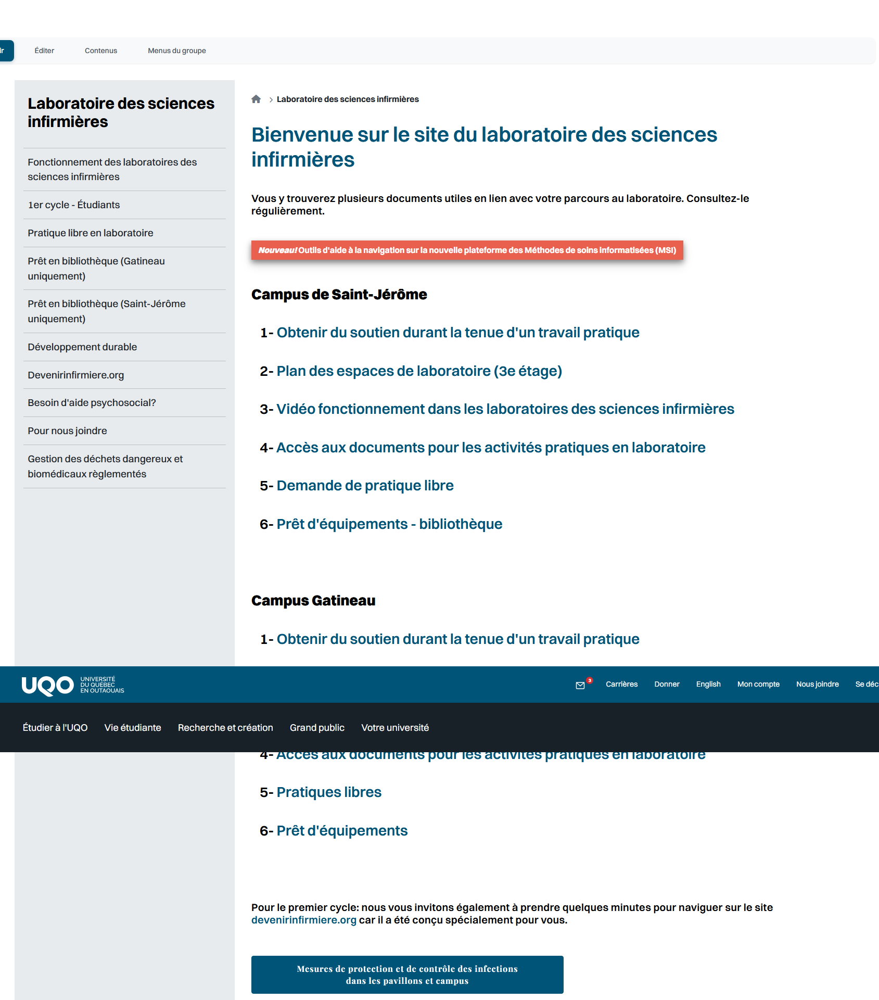 ir
Éditer
Contenus
Menus du groupe
Laboratoire des sciences
infirmières
Fonctionnement des laboratoires des
sciences infirmières
1er cycle - Étudiants
Pratique libre en laboratoire
Prêt en bibliothèque (Gatineau
uniquement)
Prêt en bibliothèque (Saint-Jérôme
uniquement)
Développement durable
Devenirinfirmiere.org
Besoin d'aide psychosocial?
Pour nous joindre
Gestion des déchets dangereux et
biomédicaux règlementés
Laboratoire des sciences infirmières
Bienvenue sur le site du laboratoire des sciences
infirmières
Vous y trouverez plusieurs documents utiles en lien avec votre parcours au laboratoire. Consultez-le
régulièrement.
Nouveau! Outils d'aide à la navigation sur la nouvelle plateforme des Méthodes de soins informatisées (MSI)
Campus de Saint-Jérôme
1- Obtenir du soutien durant la tenue d'un travail pratique
2- Plan des espaces de laboratoire (3e étage)
3- Vidéo fonctionnement dans les laboratoires des sciences infirmières
4- Accès aux documents pour les activités pratiques en laboratoire
5- Demande de pratique libre
6- Prêt d'équipements - bibliothèque
Campus Gatineau
1- Obtenir du soutien durant la tenue d'un travail pratique
UQO UNIVERSITÉ
DU QUÉBEC
EN OUTAOUAIS
3
Carrières
Donner
English
Mon compte
Nous joindre
Se déc
Étudier à l'UQO
Vie étudiante
Recherche et création
Grand public
Votre université
4- Accès aux documents pour les activités pratiques en laboratoire
5- Pratiques libres
6- Prêt d'équipements
Pour le premier cycle: nous vous invitons également à prendre quelques minutes pour naviguer sur le site
devenirinfirmiere.org car il a été conçu spécialement pour vous.
Mesures de protection et de contrôle des infections
dans les pavillons et campus